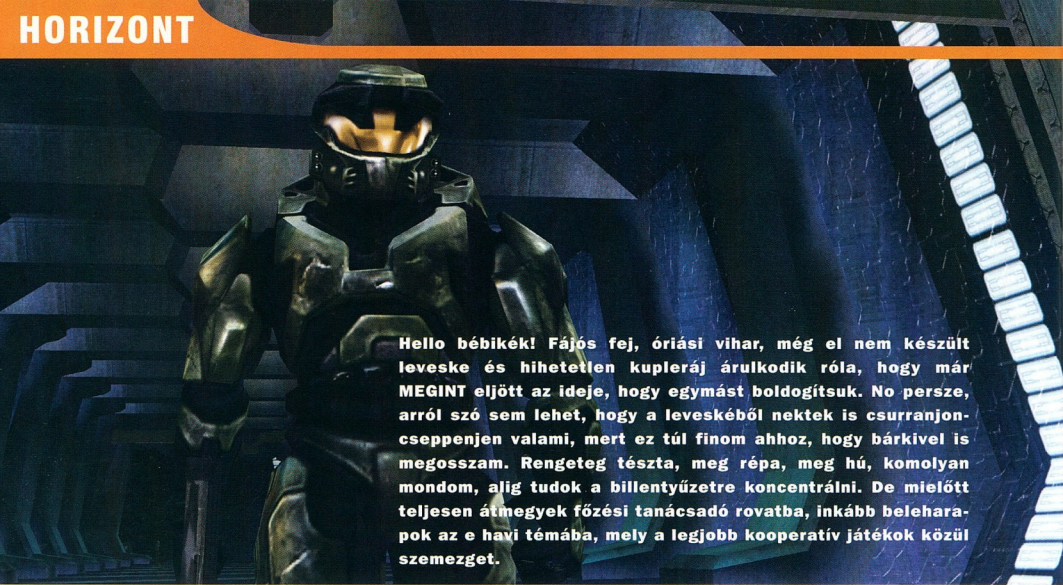 HORIZONT
Hello bébikék! Fájós fej, óriási vihar, még el nem készült
leveske és hihetetlen kupleráj árulkodik róla, hogy már
MEGINT eljött az ideje, hogy egymást boldogítsuk. No persze,
arról szó sem lehet, hogy a leveskéből nektek is csurranjon-
cseppenjen valami, mert ez túl finom ahhoz, hogy bárkivel is
megosszam. Rengeteg tészta, meg répa, meg hú, komolyan
mondom, alig tudok a billentyűzetre koncentrálni. De mielőtt
teljesen átmegyek főzési tanácsadó rovatba, inkább belehara-
pok az e havi témába, mely a legjobb kooperatív játékok közül
szemezget.